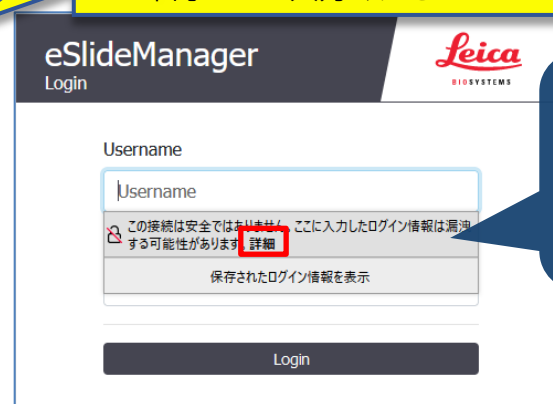 eSlideManager
Login
Leica
BIOSYSTEMS
Username
Username
この接続は安全ではありません。ここに入力したログイン情報は漏洩
する可能性があります。詳細
保存されたログイン情報を表示
Login